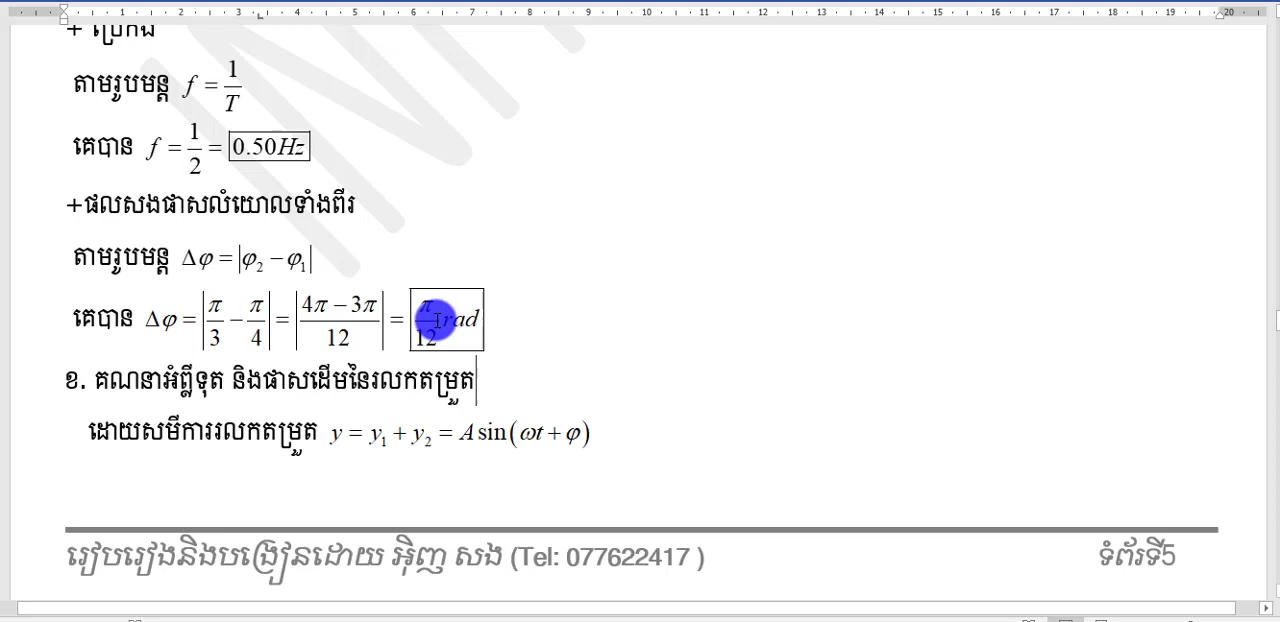 + ប្រេកង់
តាមរូបមន្ត f = 1/T
គេបាន f = 1/2 = 0.50Hz
+ផលសងផាសលំយោលទាំងពីរ
តាមរូបមន្ត Δφ = |φ₂ − φ₁|
គេបាន Δφ = |π/3 − π/4| = |(4π − 3π)/12| = π/12 rad
ខ. គណនាអំព្លីទុត និងផាសដើមនៃរលកតម្រួត
ដោយសមីការរលកតម្រួត y = y₁ + y₂ = A sin(ωt + φ)
រៀបរៀងនិងបង្រៀនដោយ អ៊ិញ សង (Tel: 077622417 ) ទំព័រទី5